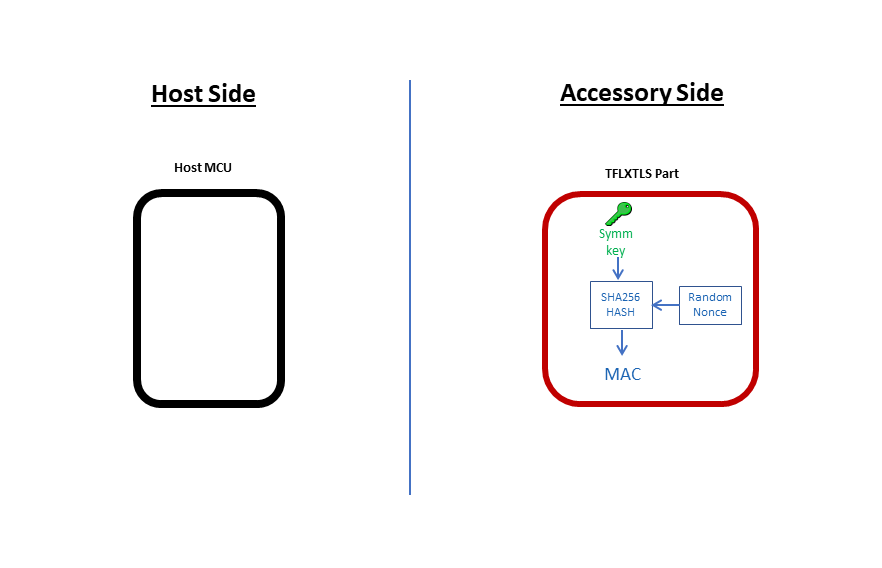 Host Side
Accessory Side
Host MCU
TFLXTLS Part
Symm
key
SHA256
HASH
Random
Nonce
MAC